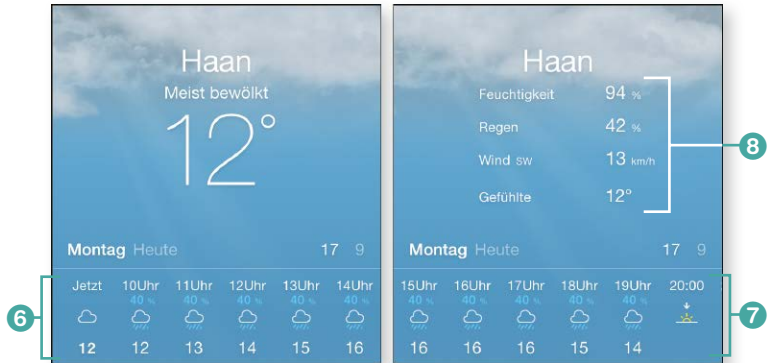 Haan
Meist bewölkt
12°
Montag Heute 17 9
Jetzt 10Uhr 11Uhr 12Uhr 13Uhr 14Uhr
40 % 40 % 40 % 40 % 40 %
12 12 13 14 15 16
6
Haan
Feuchtigkeit 94 %
Regen 42 %
Wind SW 13 km/h
Gefühlte 12°
8
Montag Heute 17 9
15Uhr 16Uhr 17Uhr 18Uhr 19Uhr 20:00
40 % 40 % 40 % 40 % 40 %
16 16 16 15 14
7